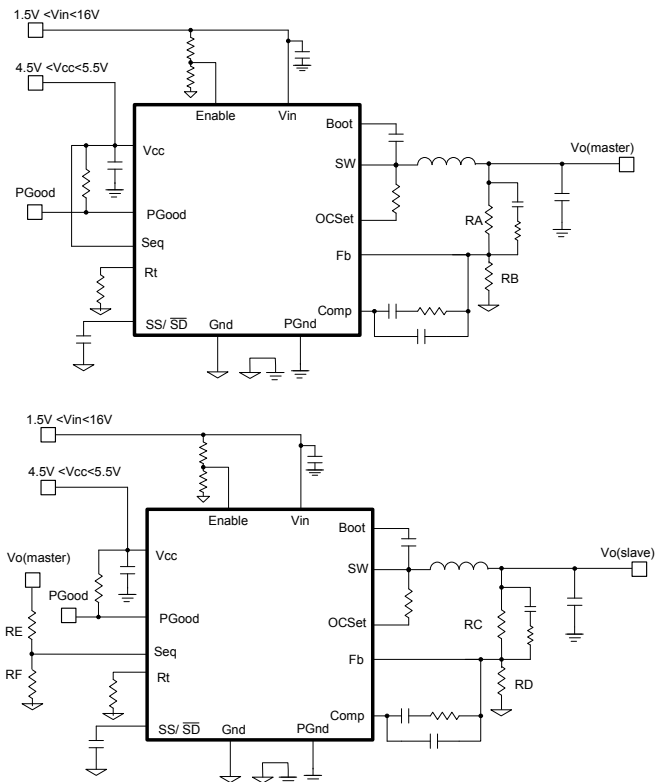 1.5V <Vin<16V
4.5V <Vcc<5.5V
Enable Vin
Boot
Vcc
SW
Vo(master)
PGood
PGood
OCSet
RA
Seq
Fb
Rt
RB
Comp
SS/ SD Gnd PGnd
1.5V <Vin<16V
4.5V <Vcc<5.5V
Enable Vin
Boot
Vo(master)
Vcc
SW
Vo(slave)
PGood
PGood
OCSet
RC
RE
Seq
Fb
RF
Rt
RD
Comp
SS/ SD Gnd PGnd